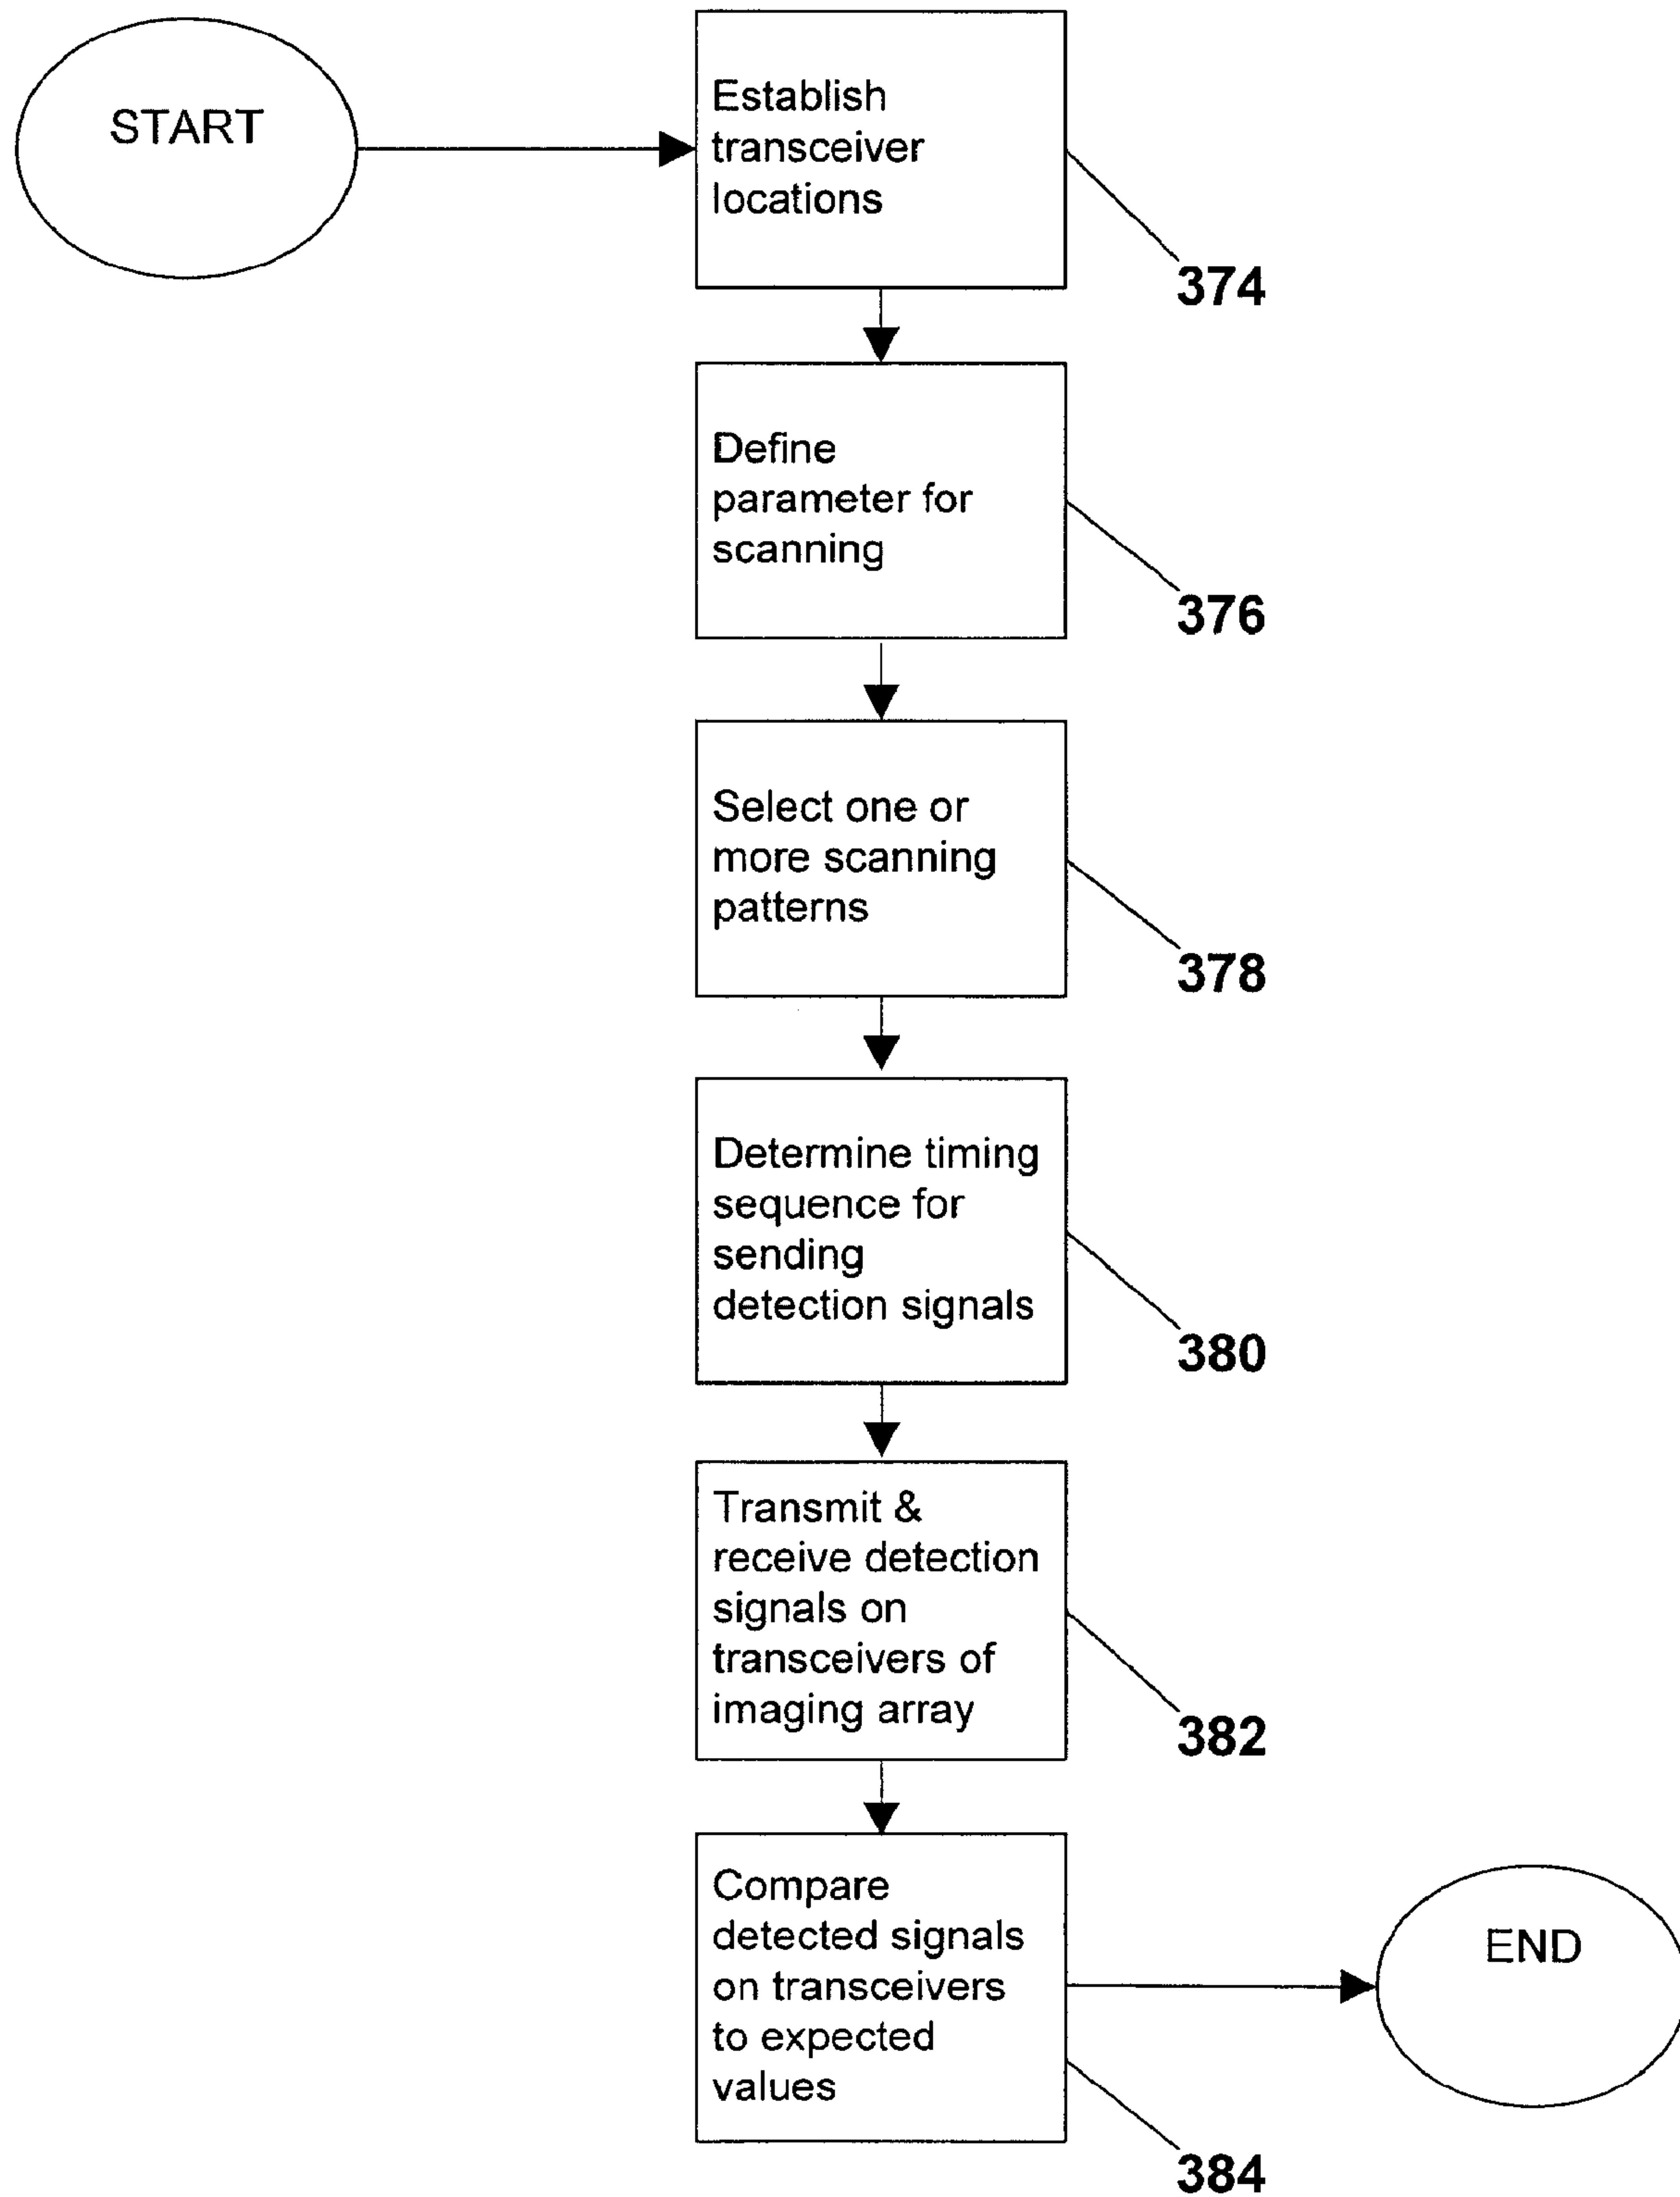 START
Establish
transceiver
locations
374
Define
parameter for
scanning
376
Select one or
more scanning
patterns
378
Determine timing
sequence for
sending
detection signals
380
Transmit &
receive detection
signals on
transceivers of
imaging array
382
Compare
detected signals
on transceivers
to expected
values
END
384